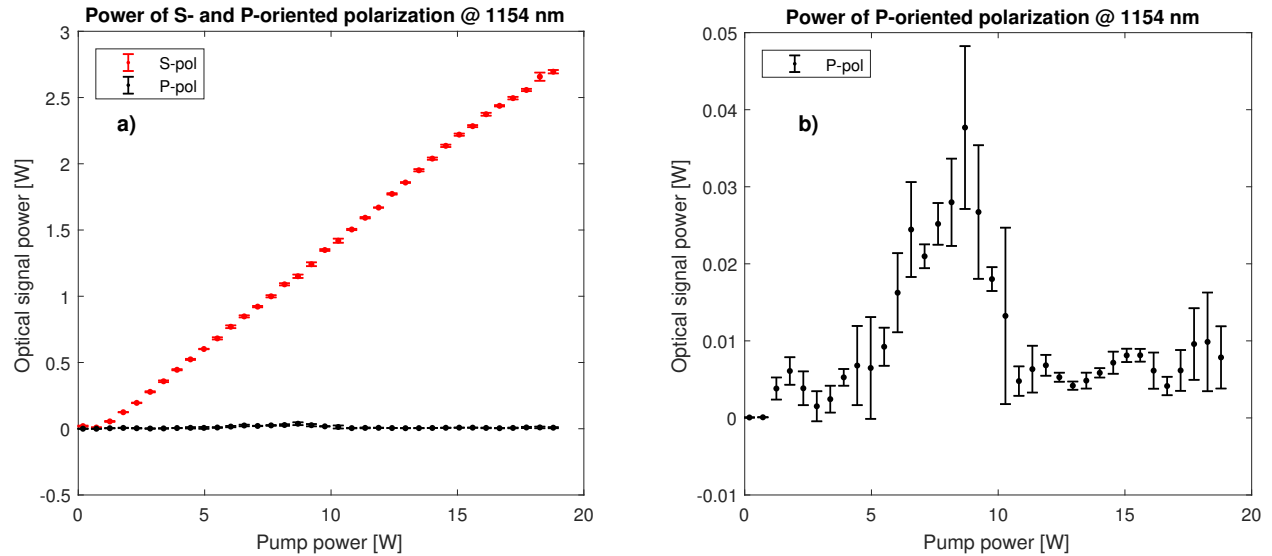 Power of S- and P-oriented polarization @ 1154 nm
3
2.5
2
1.5
1
0.5
0
-0.5
Optical signal power [W]
S-pol
P-pol
a)
0
5
10
15
20
Pump power [W]
Power of P-oriented polarization @ 1154 nm
0.05
0.04
0.03
0.02
0.01
0
-0.01
Optical signal power [W]
P-pol
b)
0
5
10
15
20
Pump power [W]